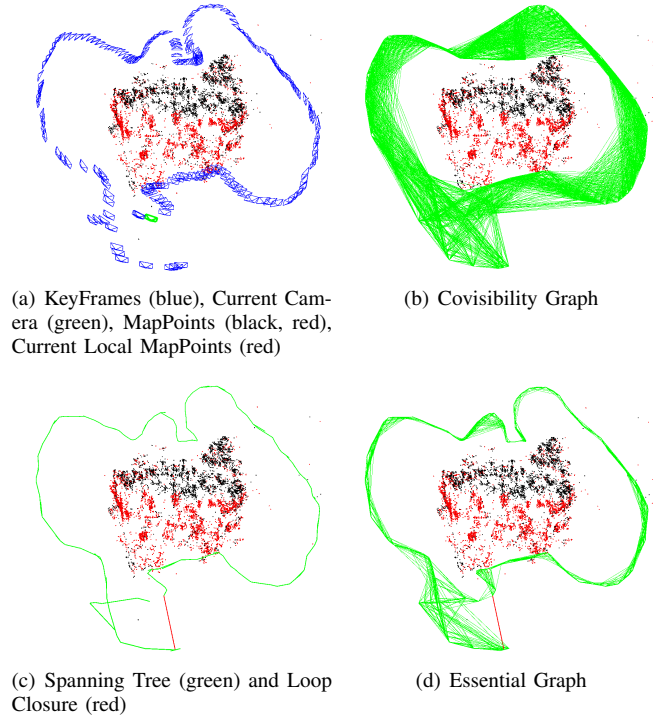 (a) KeyFrames (blue), Current Cam-
era (green), MapPoints (black, red),
Current Local MapPoints (red)
(b) Covisibility Graph
(c) Spanning Tree (green) and Loop
Closure (red)
(d) Essential Graph